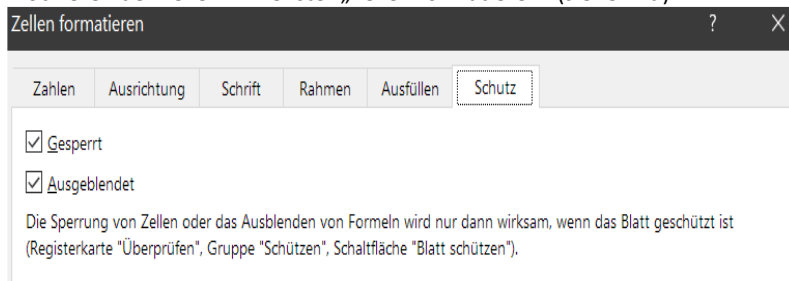 Zellen formatieren ? X
Zahlen Ausrichtung Schrift Rahmen Ausfüllen Schutz
Gesperrt
Ausgeblendet
Die Sperrung von Zellen oder das Ausblenden von Formeln wird nur dann wirksam, wenn das Blatt geschützt ist
(Registerkarte "Überprüfen", Gruppe "Schützen", Schaltfläche "Blatt schützen").